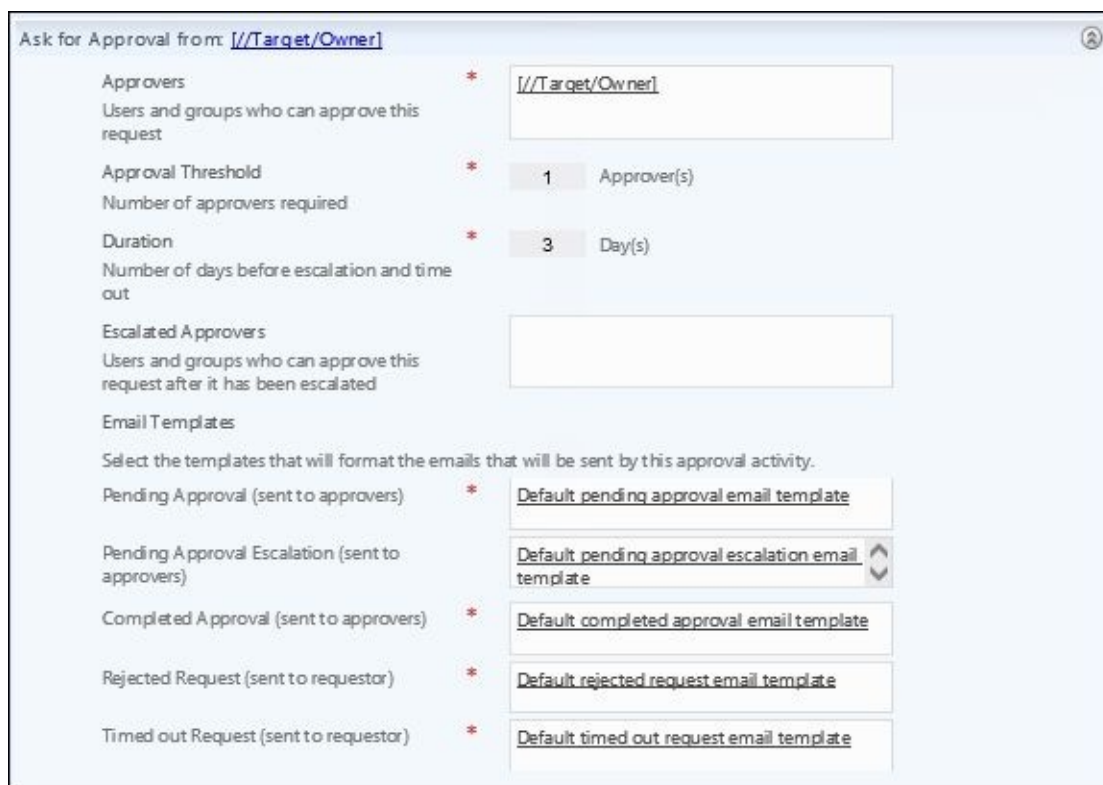 Ask for Approval from: [//Target/Owner]
Approvers * [//Target/Owner]
Users and groups who can approve this
request
Approval Threshold * 1 Approver(s)
Number of approvers required
Duration * 3 Day(s)
Number of days before escalation and time
out
Escalated Approvers
Users and groups who can approve this
request after it has been escalated
Email Templates
Select the templates that will format the emails that will be sent by this approval activity.
Pending Approval (sent to approvers) * Default pending approval email template
Pending Approval Escalation (sent to
approvers)
Default pending approval escalation email
template
Completed Approval (sent to approvers) * Default completed approval email template
Rejected Request (sent to requestor) * Default rejected request email template
Timed out Request (sent to requestor) * Default timed out request email template